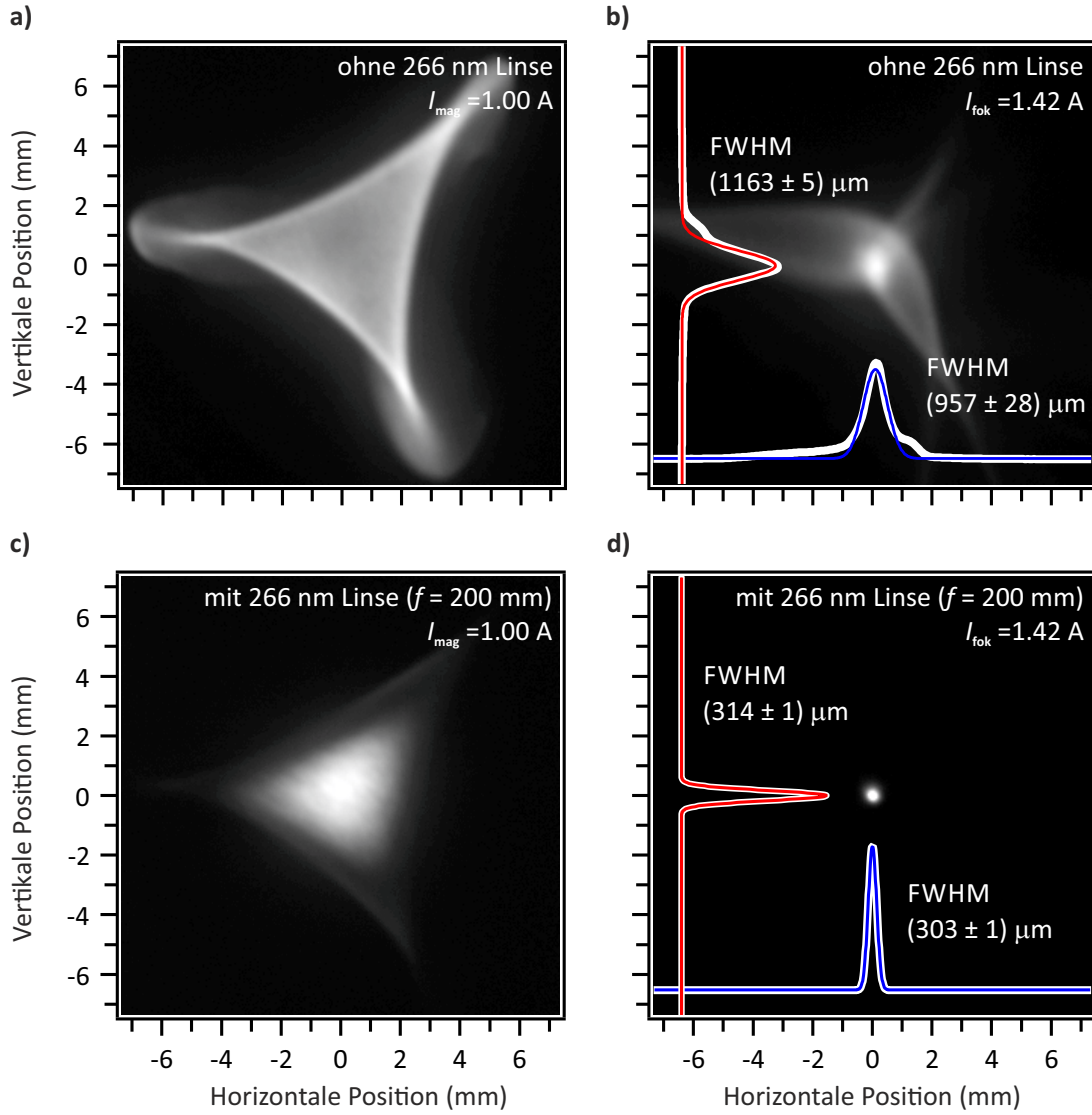 a)
ohne 266 nm Linse
I_mag =1.00 A
6
4
2
0
-2
-4
-6
Vertikale Position (mm)
b)
ohne 266 nm Linse
I_fok =1.42 A
FWHM
(1163 ± 5) µm
FWHM
(957 ± 28) µm
c)
mit 266 nm Linse (f = 200 mm)
I_mag =1.00 A
6
4
2
0
-2
-4
-6
Vertikale Position (mm)
-6 -4 -2 0 2 4 6
Horizontale Position (mm)
d)
mit 266 nm Linse (f = 200 mm)
I_fok =1.42 A
FWHM
(314 ± 1) µm
FWHM
(303 ± 1) µm
-6 -4 -2 0 2 4 6
Horizontale Position (mm)